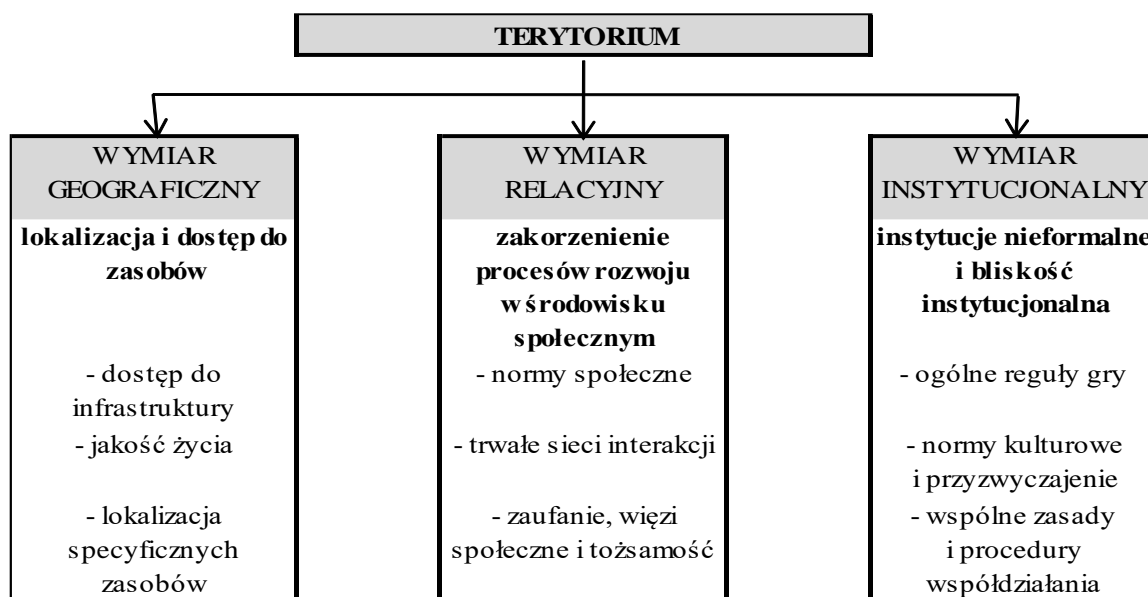 TERYTORIUM
WYMIAR
GEOGRAFICZNY
lokalizacja i dostęp do
zasobów
- dostęp do
infrastruktury
- jakość życia
- lokalizacja
specyficznych
zasobów
WYMIAR
RELACYJNY
zakorzenienie
procesów rozwoju
w środowisku
społecznym
- normy społeczne
- trwałe sieci interakcji
- zaufanie, więzi
społeczne i tożsamość
WYMIAR
INSTYTUCJONALNY
instytucje nieformalne
i bliskość
instytucjonalna
- ogólne reguły gry
- normy kulturowe
i przyzwyczajenie
- wspólne zasady
i procedury
współdziałania